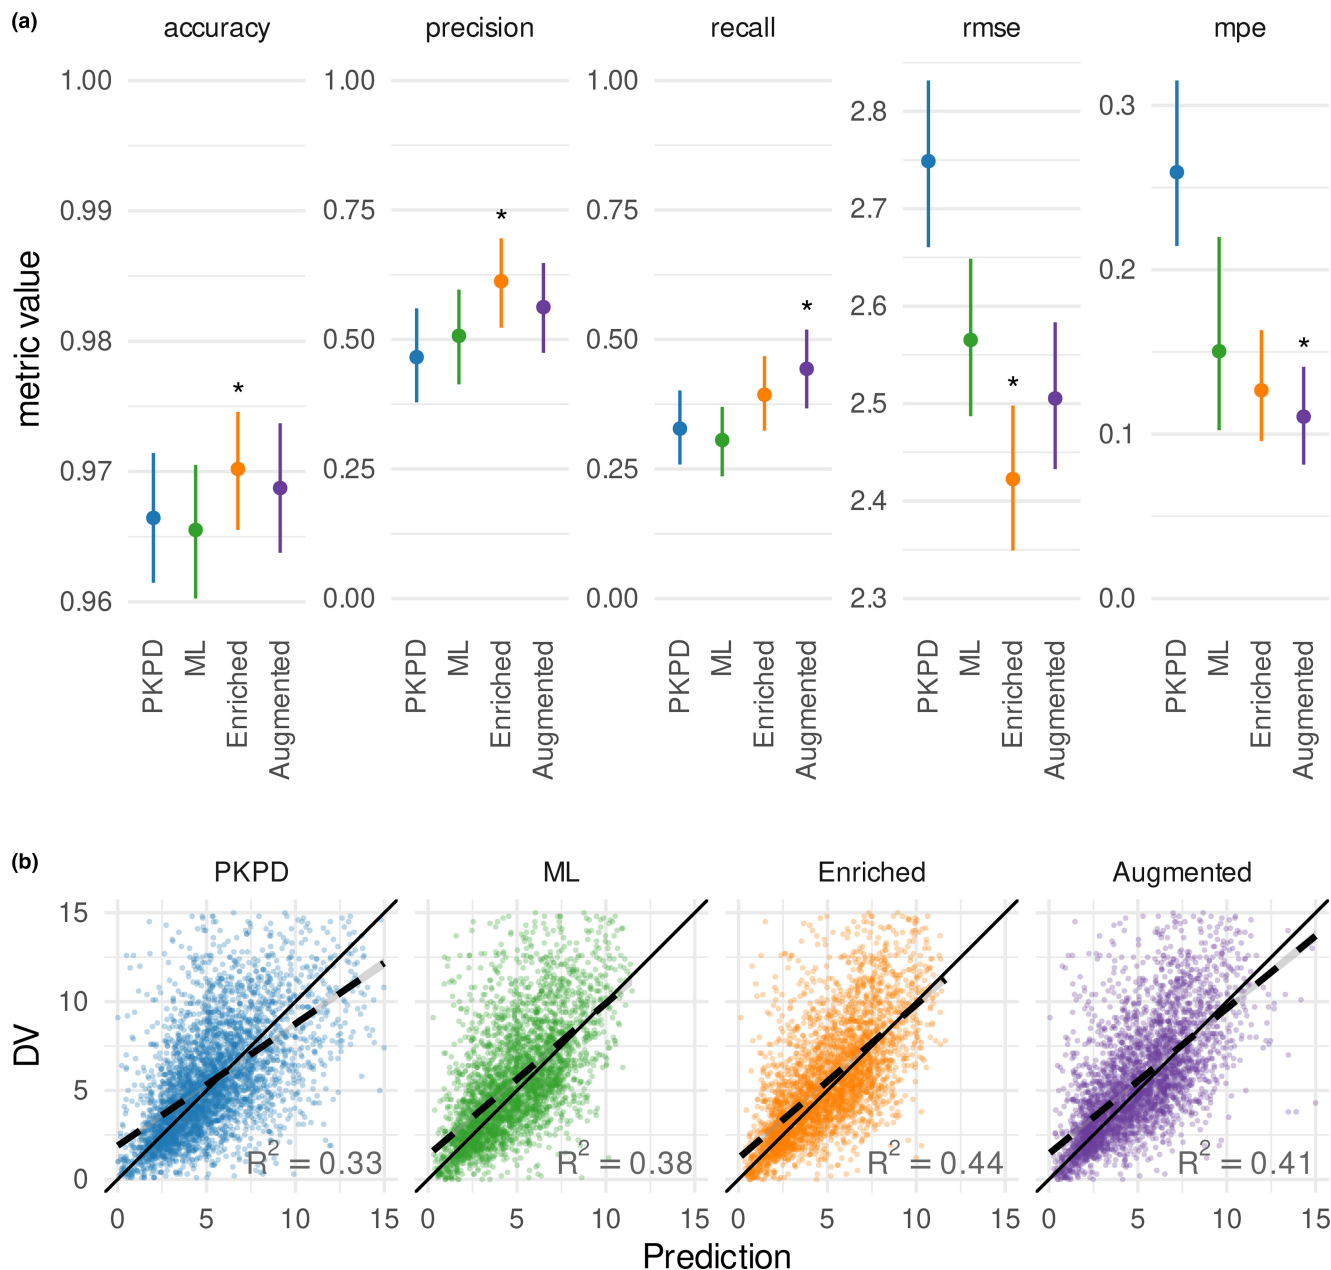 (a)
accuracy precision recall rmse mpe
1.00 1.00 1.00
2.8 0.3
0.99 0.75 0.75 2.7
* *
metric value
0.2
0.98 0.50 0.50 2.6
* * *
2.5
0.97 0.25 0.25 0.1
2.4
0.96 0.00 0.00 2.3 0.0
PKPD ML Enriched Augmented PKPD ML Enriched Augmented PKPD ML Enriched Augmented PKPD ML Enriched Augmented PKPD ML Enriched Augmented
(b)
PKPD ML Enriched Augmented
15
10
DV
5
R2 = 0.33 R2 = 0.38 R2 = 0.44 R2 = 0.41
0
0 5 10 15 0 5 10 15 0 5 10 15 0 5 10 15
Prediction